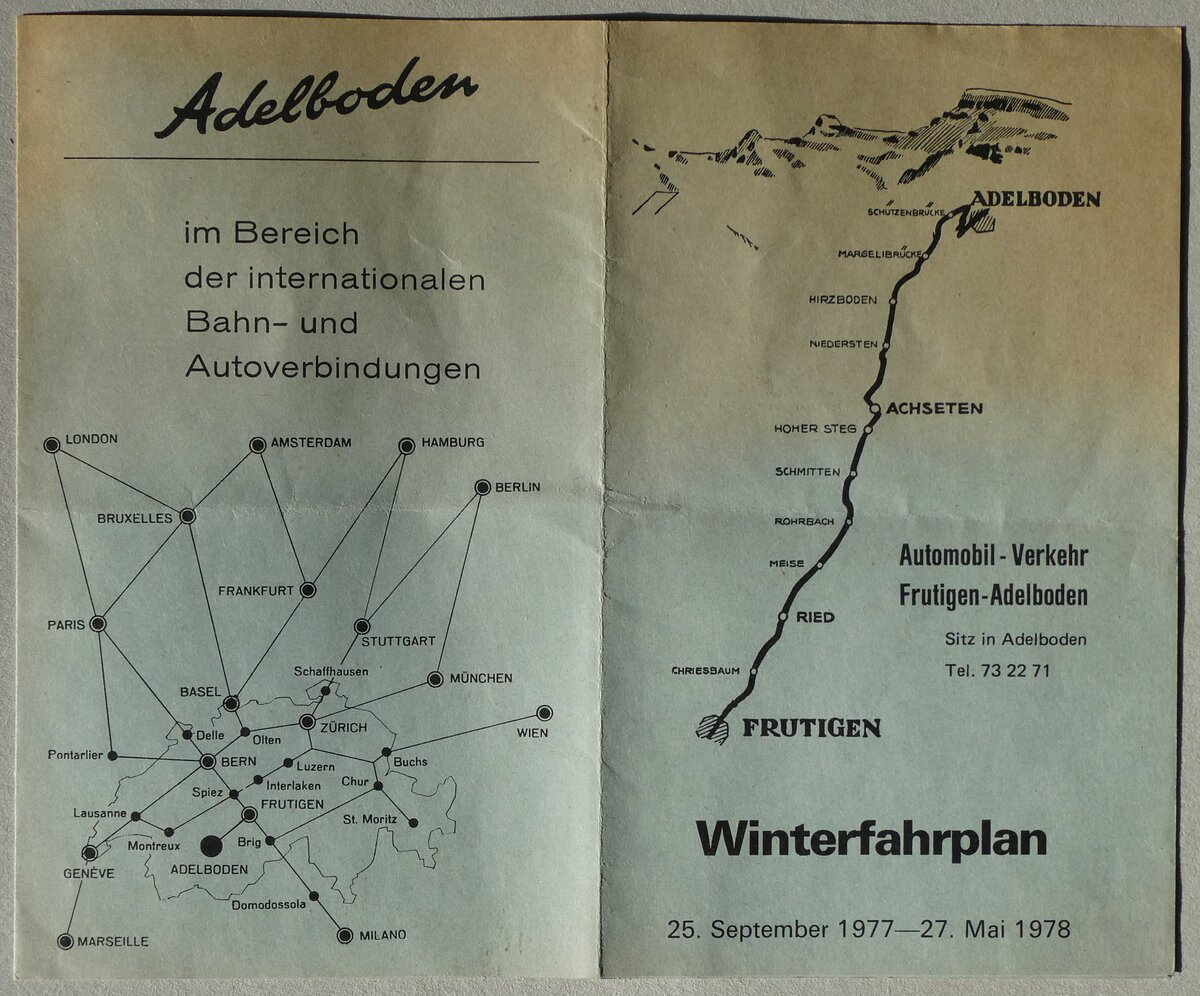 Adelboden
im Bereich
der internationalen
Bahn- und
Autoverbindungen
LONDON
AMSTERDAM
HAMBURG
BERLIN
BRUXELLES
FRANKFURT
PARIS
STUTTGART
Schaffhausen
MÜNCHEN
BASEL
ZÜRICH
WIEN
Delle
Olten
Pontarlier
BERN
Luzern
Buchs
Interlaken
Chur
Spiez
FRUTIGEN
Lausanne
St. Moritz
Montreux
Brig
GENÈVE
ADELBODEN
Domodossola
MARSEILLE
MILANO
ADELBODEN
SCHÜTZENBRÜCKE
MARGELIBRÜCKE
HIRZBODEN
NIEDERSTEN
ACHSETEN
HOHER STEG
SCHMITTEN
ROHRBACH
MEISE
RIED
CHRIESBAUM
FRUTIGEN
Automobil-Verkehr
Frutigen-Adelboden
Sitz in Adelboden
Tel. 73 22 71
Winterfahrplan
25. September 1977—27. Mai 1978